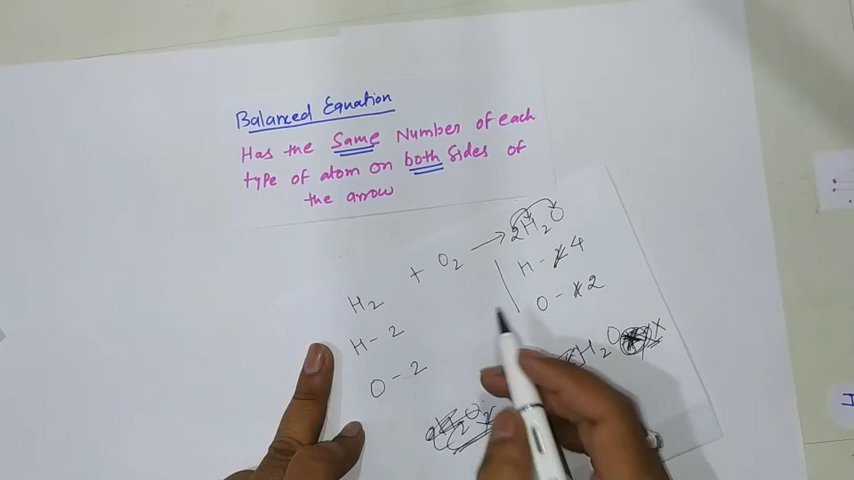 Balanced Equation
Has the Same Number of each
type of atom on both sides of
the arrow
H2 + O2 → 2H2O
H - 2
O - 2
H - 4
O - 2
H2O